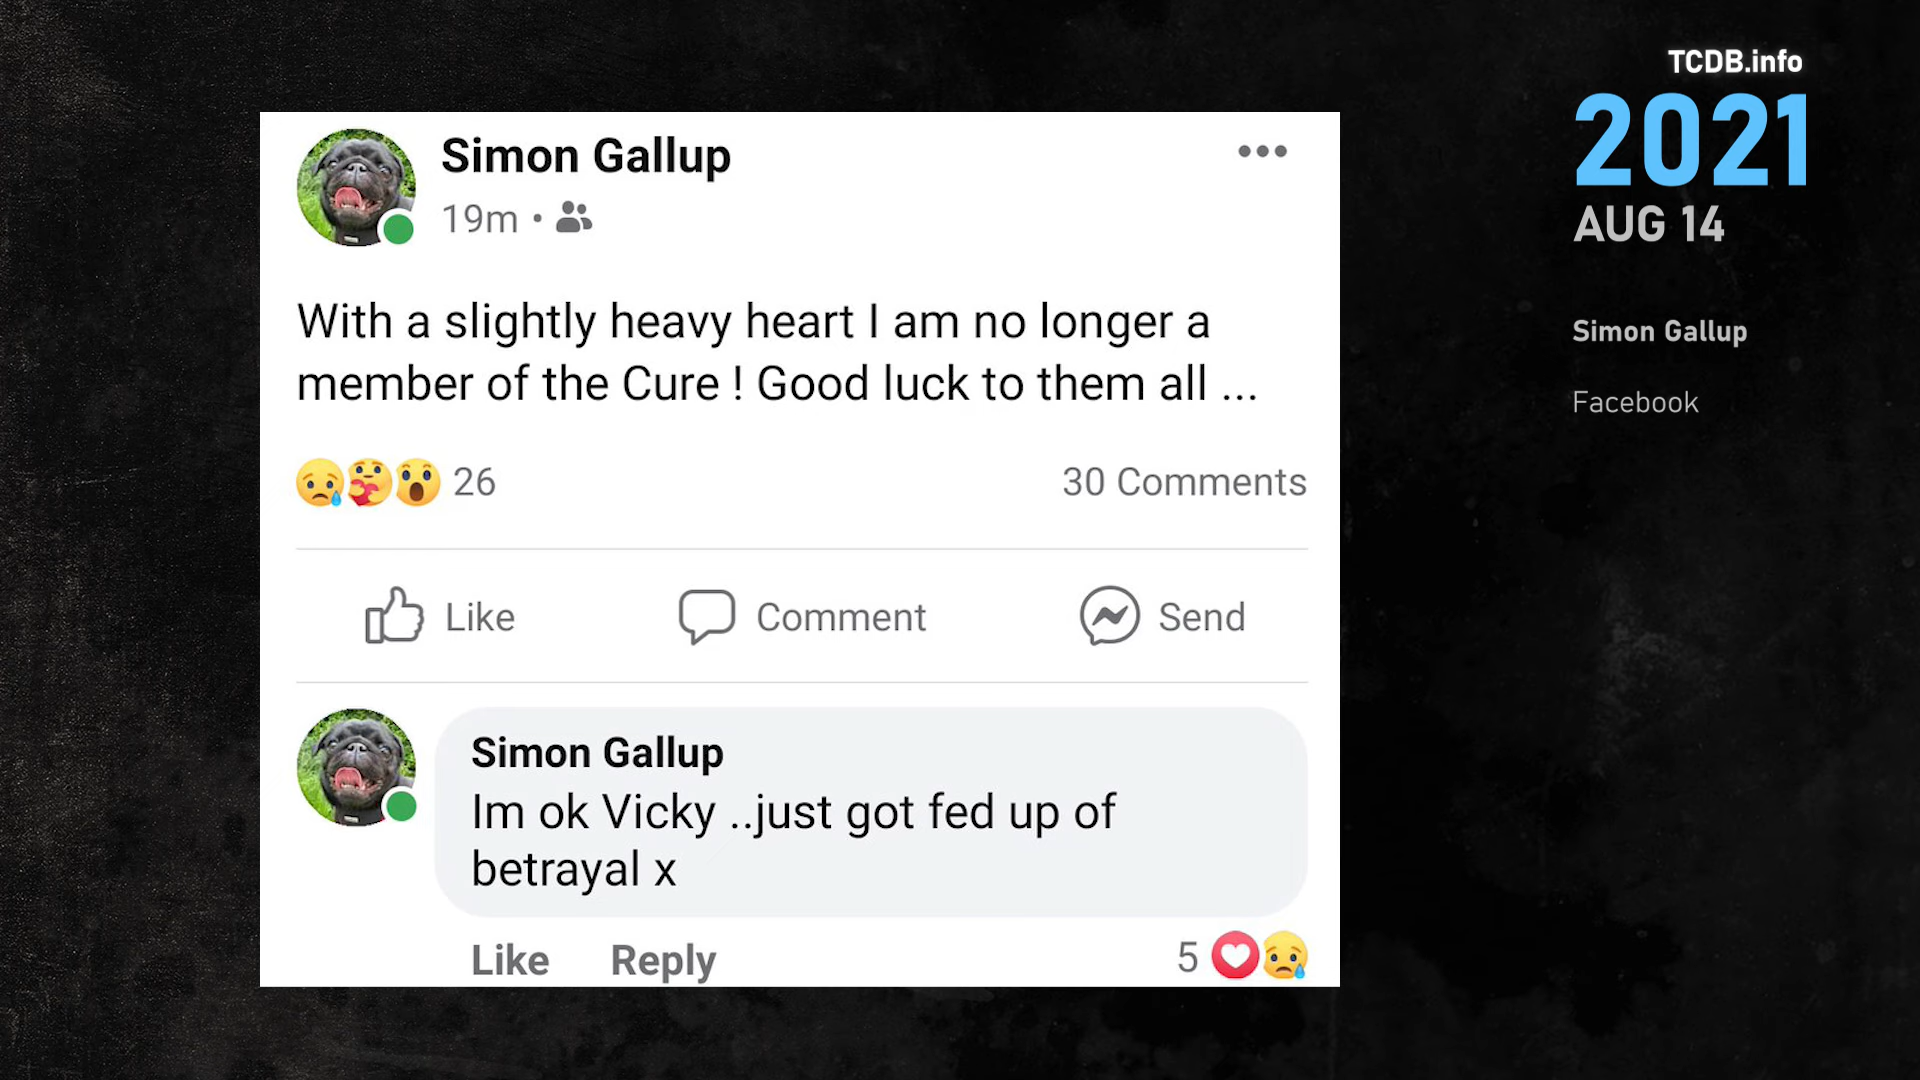 TCDB.info
2021
AUG 14
Simon Gallup
Facebook
Simon Gallup
19m •
With a slightly heavy heart I am no longer a
member of the Cure ! Good luck to them all ...
26
30 Comments
Like
Comment
Send
Simon Gallup
Im ok Vicky ..just got fed up of
betrayal x
Like
Reply
5